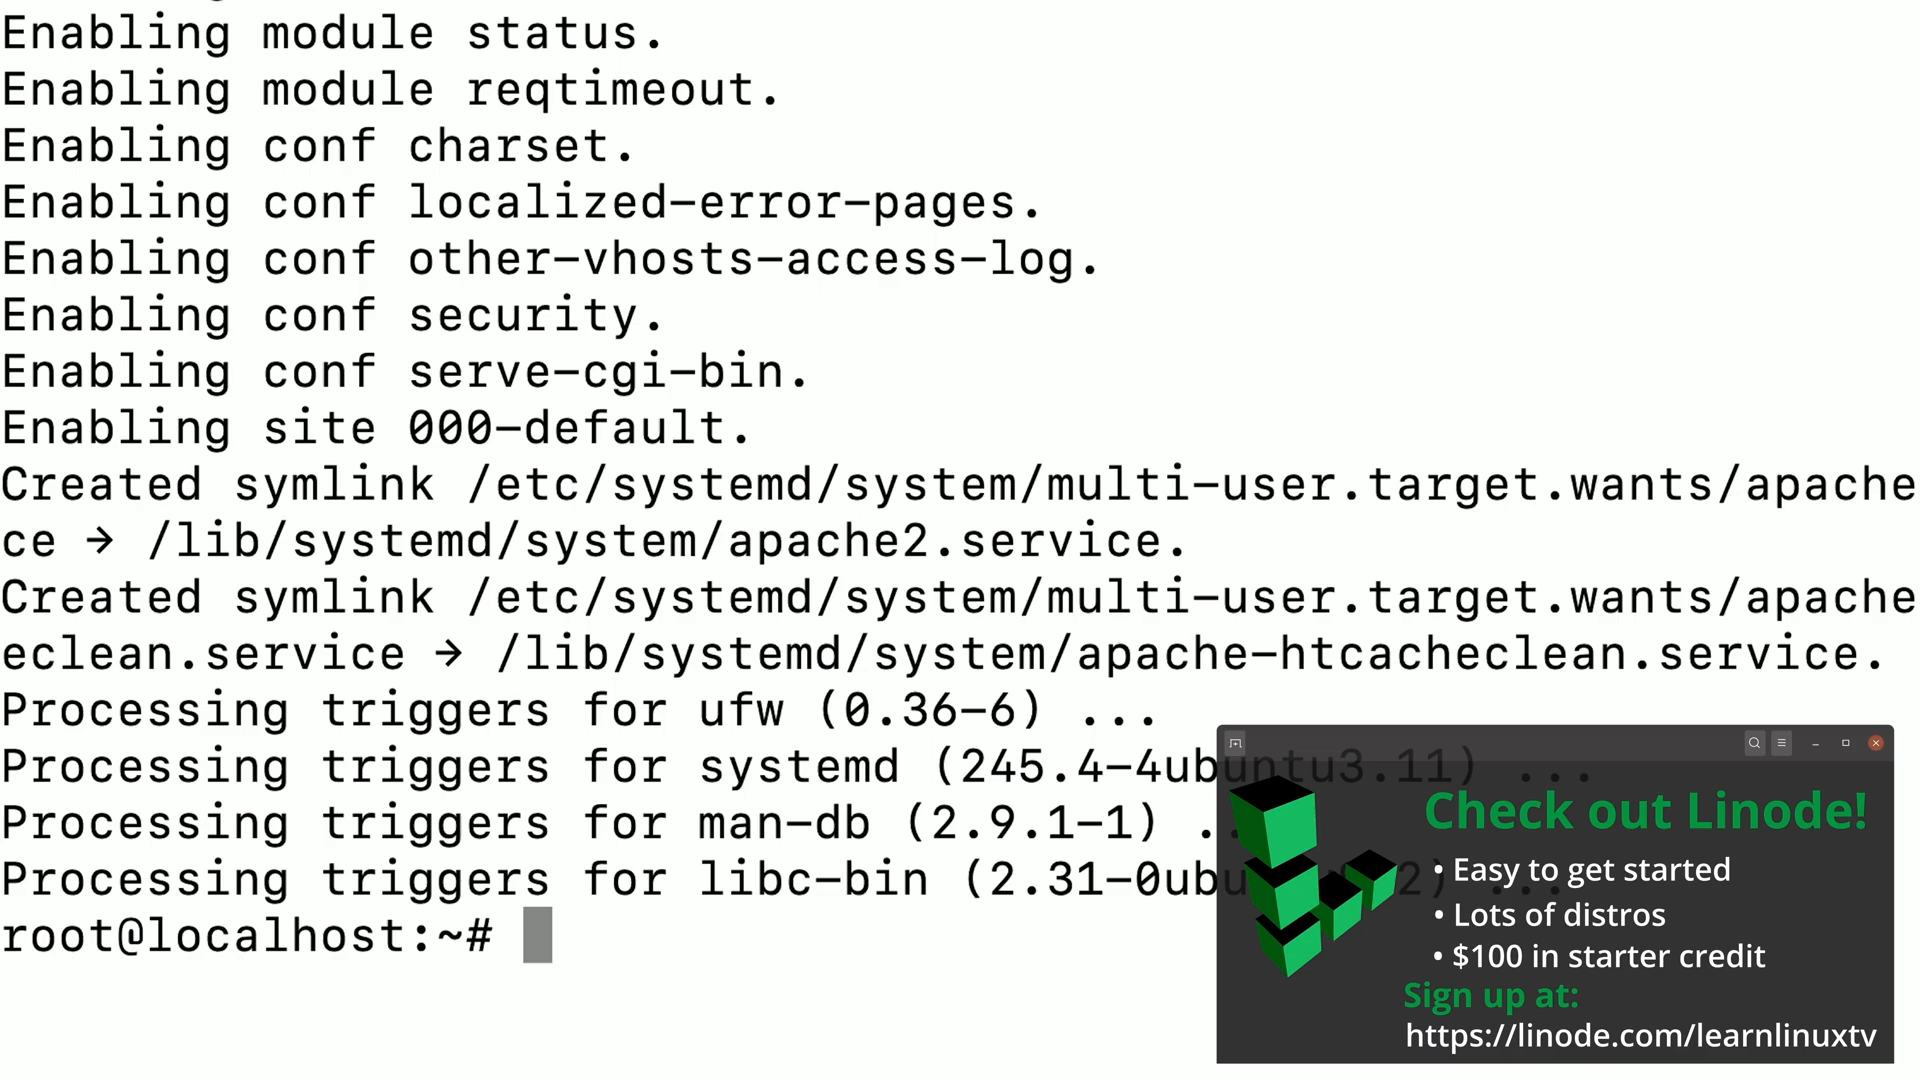 Enabling module status.
Enabling module reqtimeout.
Enabling conf charset.
Enabling conf localized-error-pages.
Enabling conf other-vhosts-access-log.
Enabling conf security.
Enabling conf serve-cgi-bin.
Enabling site 000-default.
Created symlink /etc/systemd/system/multi-user.target.wants/apache
ce → /lib/systemd/system/apache2.service.
Created symlink /etc/systemd/system/multi-user.target.wants/apache
eclean.service → /lib/systemd/system/apache-htcacheclean.service.
Processing triggers for ufw (0.36-6) ...
Processing triggers for systemd (245.4-4ubuntu3.11) ...
Processing triggers for man-db (2.9.1-1) ..
Processing triggers for libc-bin (2.31-0ubu
root@localhost:~#
Check out Linode!
• Easy to get started
• Lots of distros
• $100 in starter credit
Sign up at:
https://linode.com/learnlinuxtv